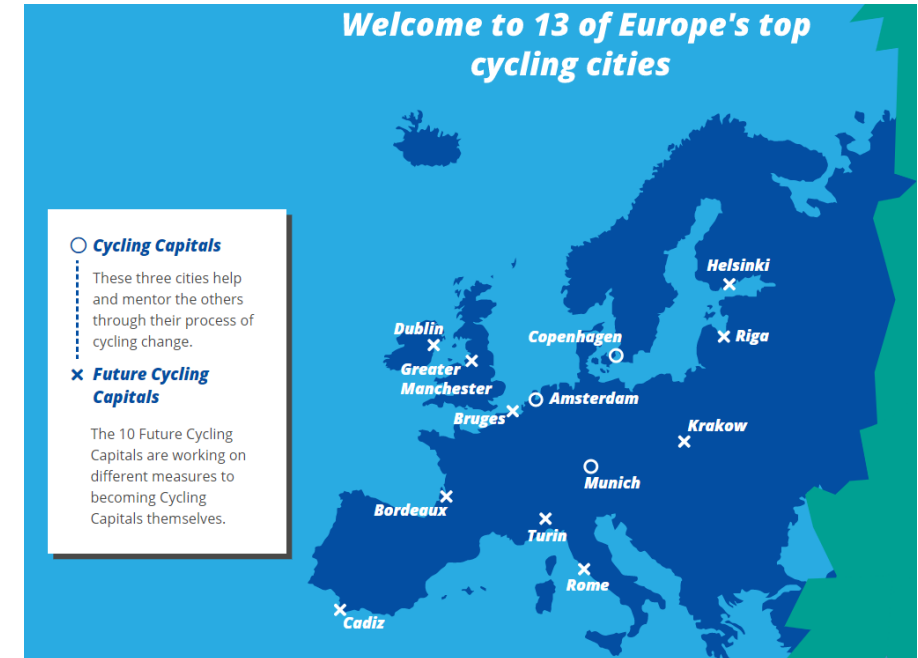 Welcome to 13 of Europe's top
cycling cities
Cycling Capitals
These three cities help
and mentor the others
through their process of
cycling change.
Future Cycling
Capitals
The 10 Future Cycling
Capitals are working on
different measures to
becoming Cycling
Capitals themselves.
Helsinki
Dublin
Copenhagen
Riga
Greater
Manchester
Amsterdam
Bruges
Krakow
Munich
Bordeaux
Turin
Rome
Cadiz